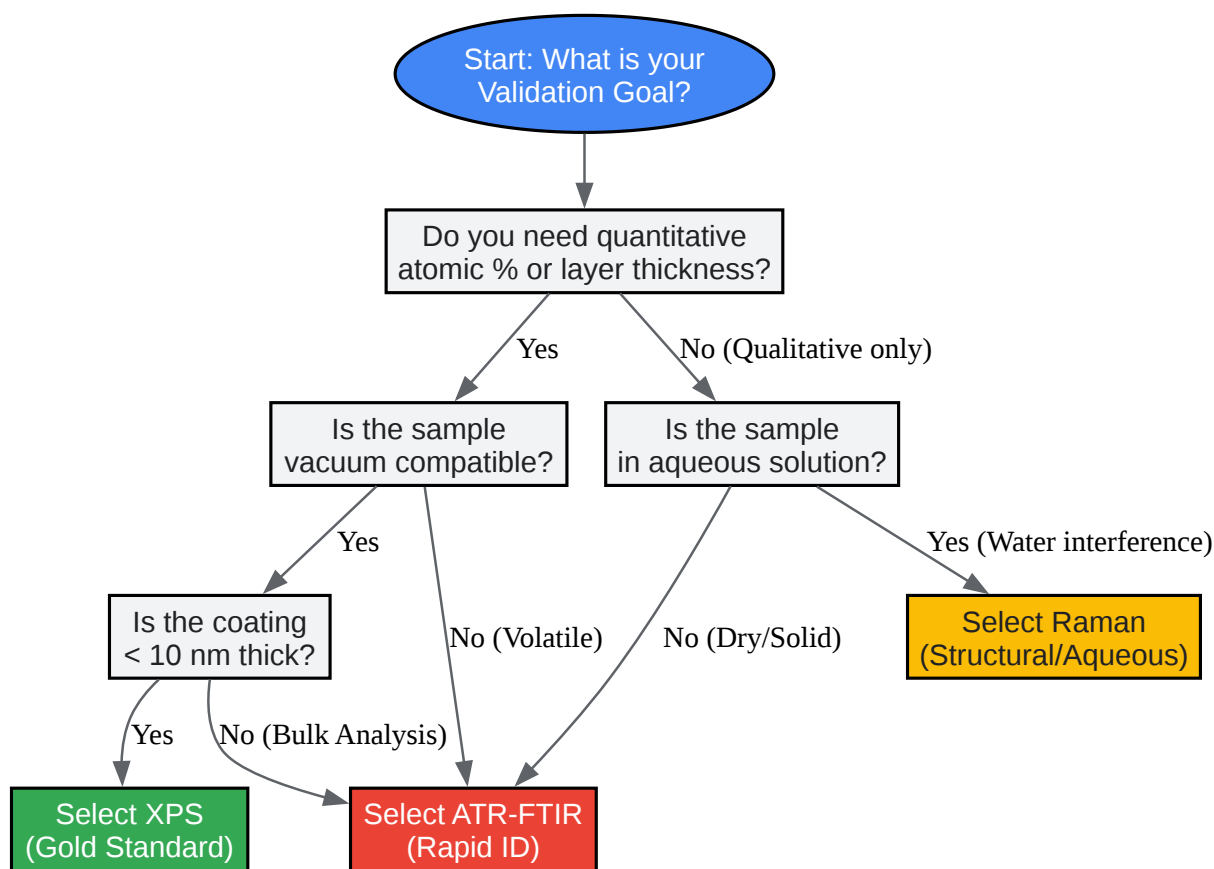 Start: What is your
Validation Goal?
Do you need quantitative
atomic % or layer thickness?
Yes
No (Qualitative only)
Is the sample
vacuum compatible?
Is the sample
in aqueous solution?
Yes
Yes (Water interference)
Is the coating
< 10 nm thick?
No (Volatile)
No (Dry/Solid)
Select Raman
(Structural/Aqueous)
Yes
No (Bulk Analysis)
Select XPS
(Gold Standard)
Select ATR-FTIR
(Rapid ID)